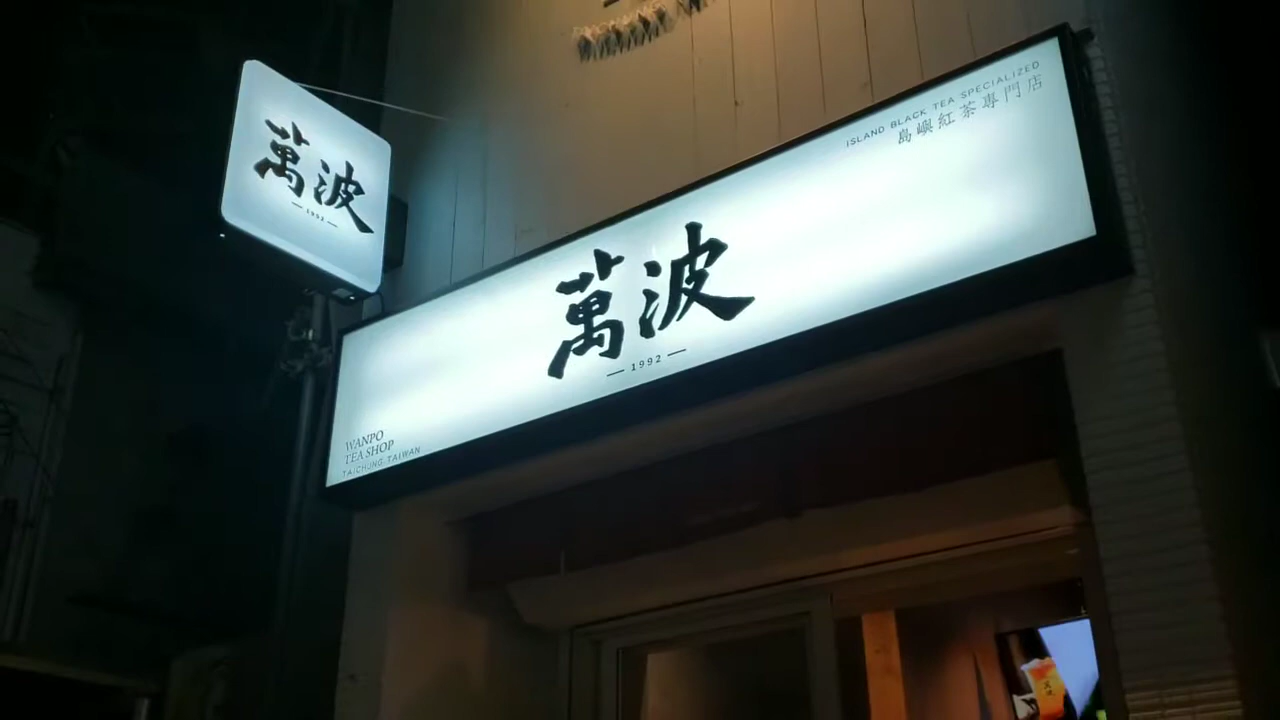 萬波
1992
ISLAND BLACK TEA SPECIALIZED
島嶼紅茶專門店
萬波
1992
WANPO
TEA SHOP
TAICHUNG TAIWAN